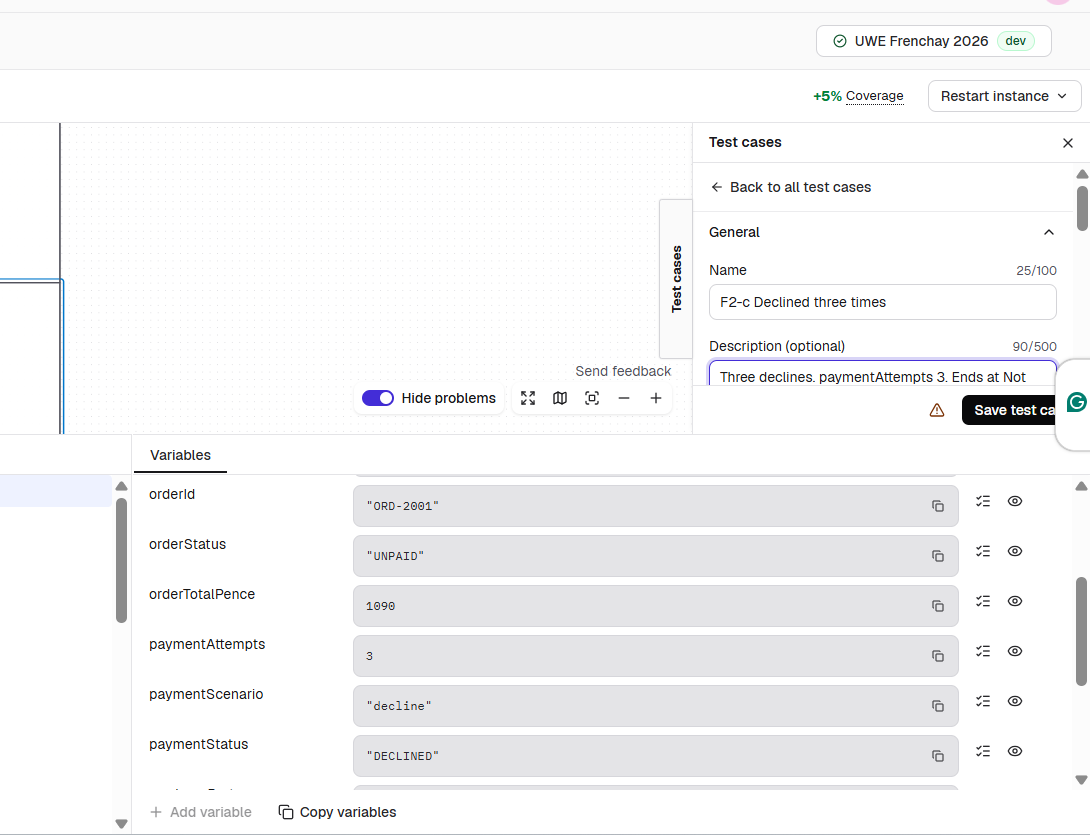 UWE Frenchay 2026 dev
+5% Coverage
Restart instance
Test cases
Back to all test cases
General
Name 25/100
F2-c Declined three times
Description (optional) 90/500
Three declines. paymentAttempts 3. Ends at Not
Test cases
Send feedback
Hide problems
Save test ca
Variables
orderId "ORD-2001"
orderStatus "UNPAID"
orderTotalPence 1090
paymentAttempts 3
paymentScenario "decline"
paymentStatus "DECLINED"
Add variable
Copy variables